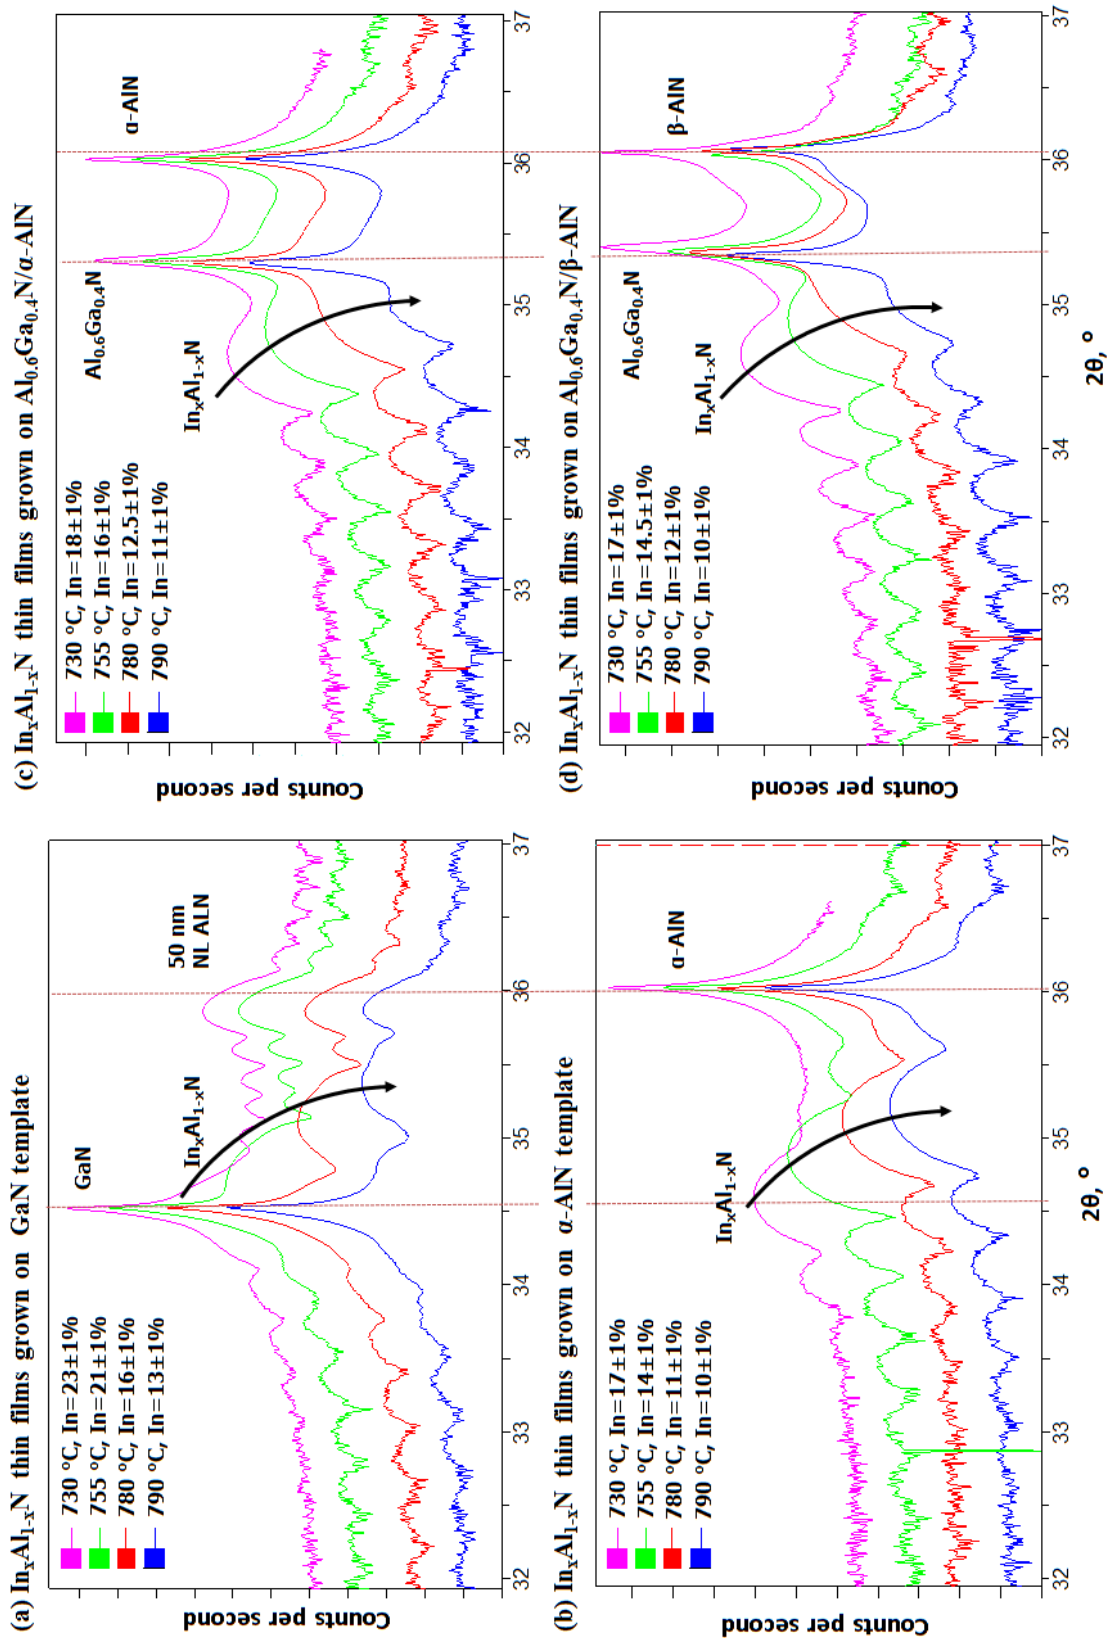 (a) InₓAl₁₋ₓN thin films grown on GaN template
730 °C, In=23±1%
755 °C, In=21±1%
780 °C, In=16±1%
790 °C, In=13±1%
GaN
InₓAl₁₋ₓN
50 nm
NL ALN
Counts per second
32 33 34 35 36 37
(b) InₓAl₁₋ₓN thin films grown on α-AlN template
730 °C, In=17±1%
755 °C, In=14±1%
780 °C, In=11±1%
790 °C, In=10±1%
InₓAl₁₋ₓN
α-AlN
Counts per second
32 33 34 35 36 37
2θ, °
(c) InₓAl₁₋ₓN thin films grown on Al₀.₆Ga₀.₄N/α-AlN
730 °C, In=18±1%
755 °C, In=16±1%
780 °C, In=12.5±1%
790 °C, In=11±1%
InₓAl₁₋ₓN
Al₀.₆Ga₀.₄N
α-AlN
Counts per second
32 33 34 35 36 37
(d) InₓAl₁₋ₓN thin films grown on Al₀.₆Ga₀.₄N/β-AlN
730 °C, In=17±1%
755 °C, In=14.5±1%
780 °C, In=12±1%
790 °C, In=10±1%
InₓAl₁₋ₓN
Al₀.₆Ga₀.₄N
β-AlN
Counts per second
32 33 34 35 36 37
2θ, °